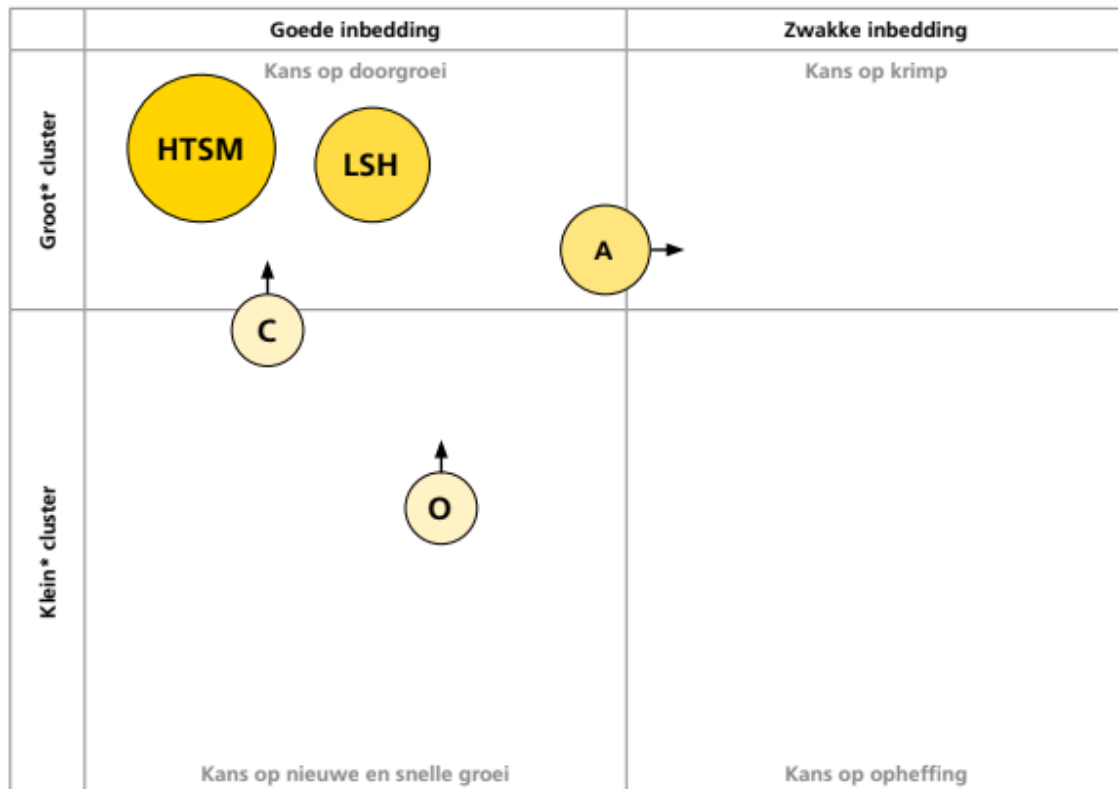 Goede inbedding
Zwakke inbedding
Groot* cluster
Kans op doorgroei
Kans op krimp
HTSM
LSH
A
C
Klein* cluster
O
Kans op nieuwe en snelle groei
Kans op opheffing